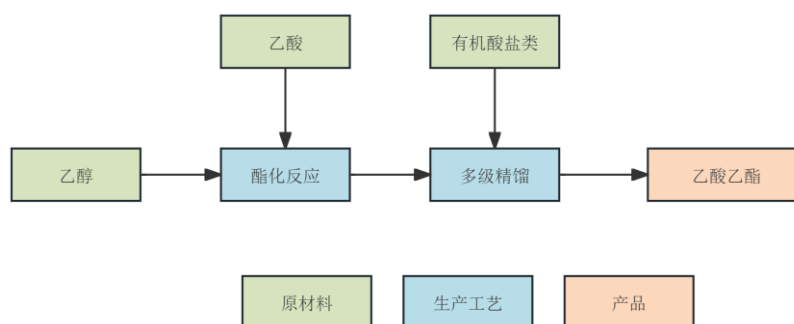 乙酸
有机酸盐类
乙醇
酯化反应
多级精馏
乙酸乙酯
原材料
生产工艺
产品